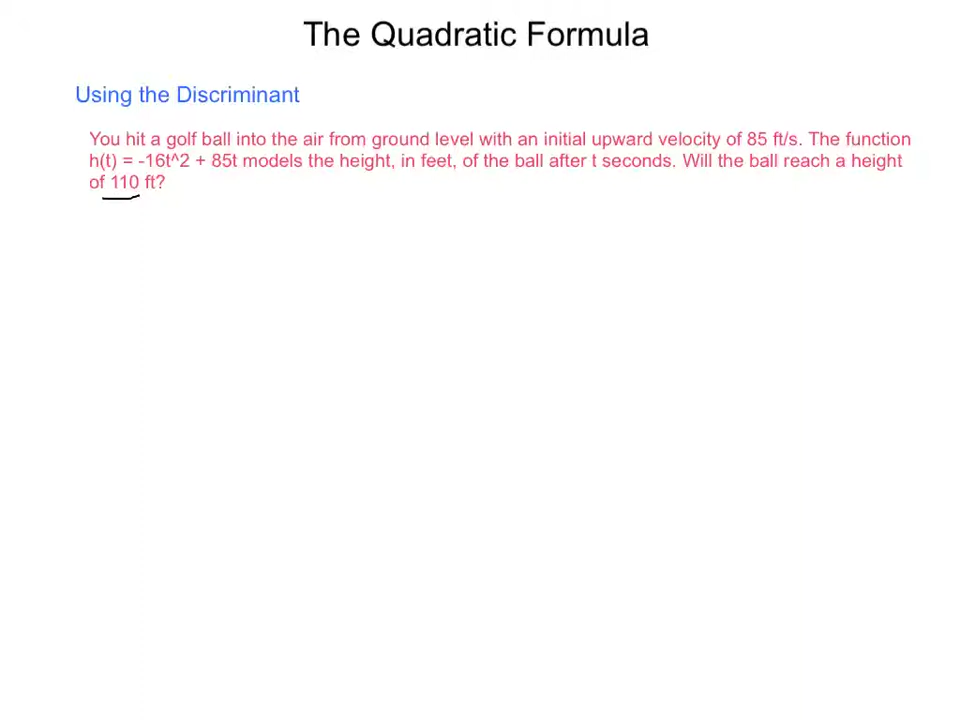 The Quadratic Formula
Using the Discriminant
You hit a golf ball into the air from ground level with an initial upward velocity of 85 ft/s. The function
h(t) = -16t^2 + 85t models the height, in feet, of the ball after t seconds. Will the ball reach a height
of 110 ft?